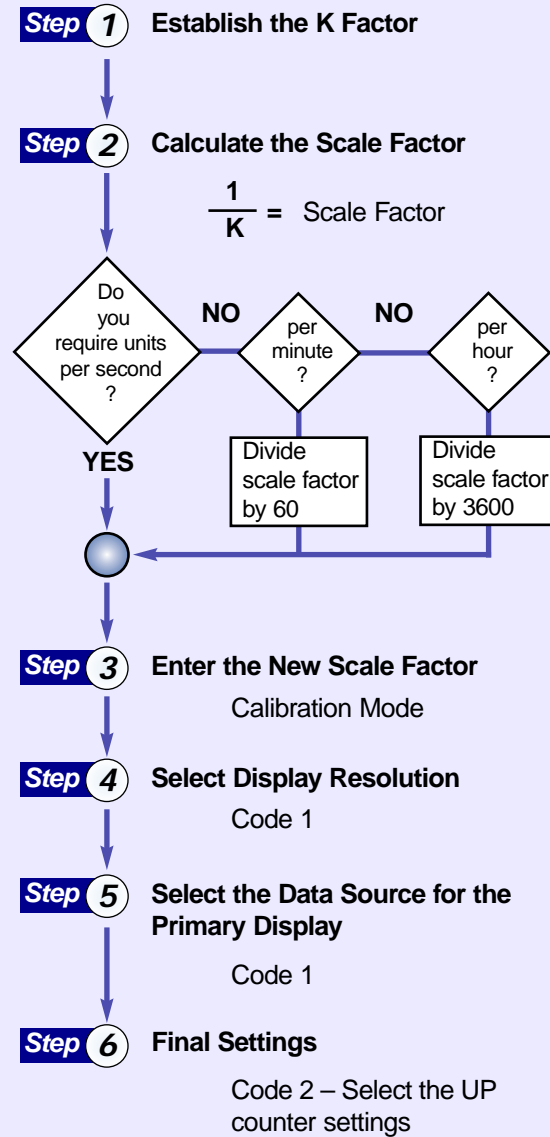 Step 1 Establish the K Factor
Step 2 Calculate the Scale Factor
1
K = Scale Factor
Do
you
require units
per second
?
NO
per
minute
?
NO
per
hour
?
YES
Divide
scale factor
by 60
Divide
scale factor
by 3600
Step 3 Enter the New Scale Factor
Calibration Mode
Step 4 Select Display Resolution
Code 1
Step 5 Select the Data Source for the
Primary Display
Code 1
Step 6 Final Settings
Code 2 – Select the UP
counter settings